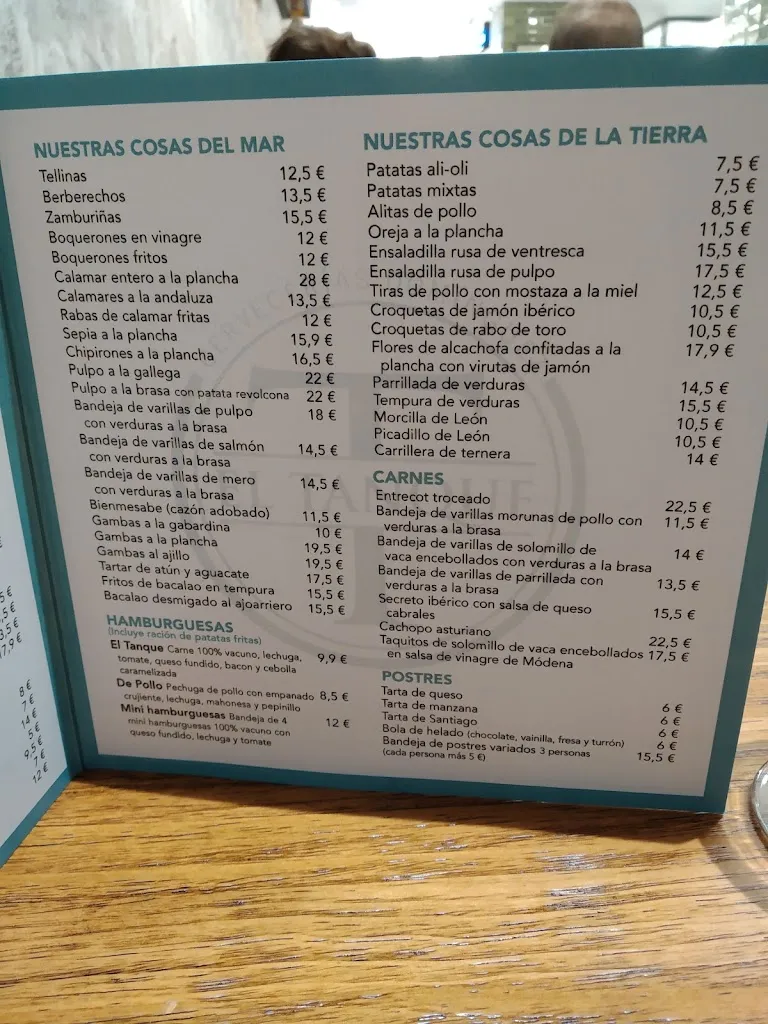 NUESTRAS COSAS DEL MAR
Tellinas 12,5 €
Berberechos 13,5 €
Zamburiñas 15,5 €
Boquerones en vinagre 12 €
Boquerones fritos 12 €
Calamar entero a la plancha 28 €
Calamares a la andaluza 13,5 €
Rabas de calamar fritas 12 €
Sepia a la plancha 15,9 €
Chipirones a la plancha 16,5 €
Pulpo a la gallega 22 €
Pulpo a la brasa con patata revolcona 22 €
Bandeja de varillas de pulpo 18 €
con verduras a la brasa
Bandeja de varillas de salmón 14,5 €
con verduras a la brasa
Bandeja de varillas de mero 14,5 €
con verduras a la brasa
Bienmesabe (cazón adobado) 11,5 €
Gambas a la gabardina 10 €
Gambas a la plancha 19,5 €
Gambas al ajillo 19,5 €
Tartar de atún y aguacate 17,5 €
Fritos de bacalao en tempura 15,5 €
Bacalao desmigado al ajoarriero 15,5 €
HAMBURGUESAS
(Incluye ración de patatas fritas)
El Tanque Carne 100% vacuno, lechuga, 9,9 €
tomate, queso fundido, bacon y cebolla
caramelizada
De Pollo Pechuga de pollo con empanado 8,5 €
crujiente, lechuga, mahonesa y pepinillo
Mini hamburguesas Bandeja de 4 12 €
mini hamburguesas 100% vacuno con
queso fundido, lechuga y tomate
NUESTRAS COSAS DE LA TIERRA
Patatas ali-oli 7,5 €
Patatas mixtas 7,5 €
Alitas de pollo 8,5 €
Oreja a la plancha 11,5 €
Ensaladilla rusa de ventresca 15,5 €
Ensaladilla rusa de pulpo 17,5 €
Tiras de pollo con mostaza a la miel 12,5 €
Croquetas de jamón ibérico 10,5 €
Croquetas de rabo de toro 10,5 €
Flores de alcachofa confitadas a la 17,9 €
plancha con virutas de jamón
Parrillada de verduras 14,5 €
Tempura de verduras 15,5 €
Morcilla de León 10,5 €
Picadillo de León 10,5 €
Carrillera de ternera 14 €
CARNES
Entrecot troceado 22,5 €
Bandeja de varillas morunas de pollo con 11,5 €
verduras a la brasa
Bandeja de varillas de solomillo de 14 €
vaca encebollados con verduras a la brasa
Bandeja de varillas de parrillada con 13,5 €
verduras a la brasa
Secreto ibérico con salsa de queso 15,5 €
cabrales
Cachopo asturiano 22,5 €
Taquitos de solomillo de vaca encebollados 17,5 €
en salsa de vinagre de Módena
POSTRES
Tarta de queso 6 €
Tarta de manzana 6 €
Tarta de Santiago 6 €
Bola de helado (chocolate, vainilla, fresa y turrón) 6 €
Bandeja de postres variados 3 personas 15,5 €
(cada persona más 5 €)
17,9 €
8 €
7 €
14 €
5 €
9,5 €
7 €
12 €